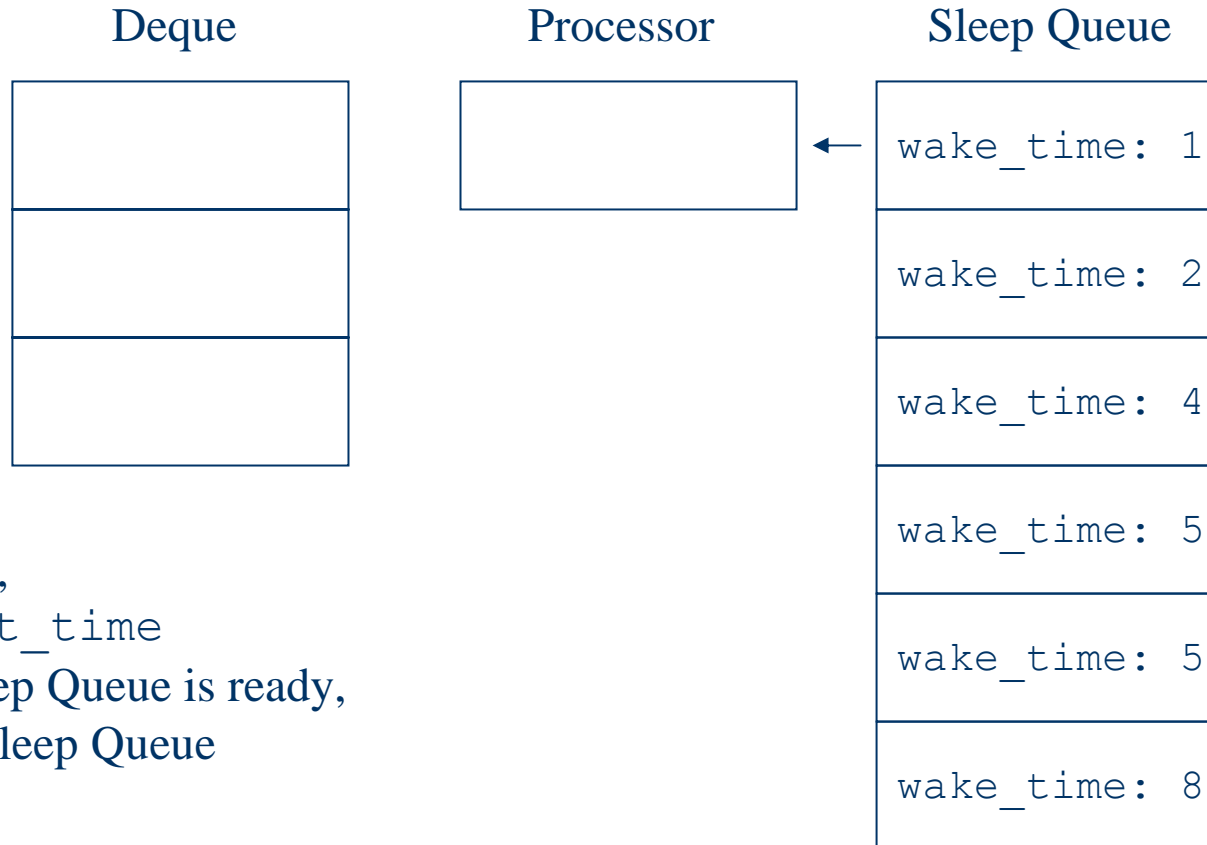 Deque Processor Sleep Queue
wake_time: 1
wake_time: 2
wake_time: 4
wake_time: 5
wake_time: 5
wake_time: 8
,
t_time
ep Queue is ready,
leep Queue